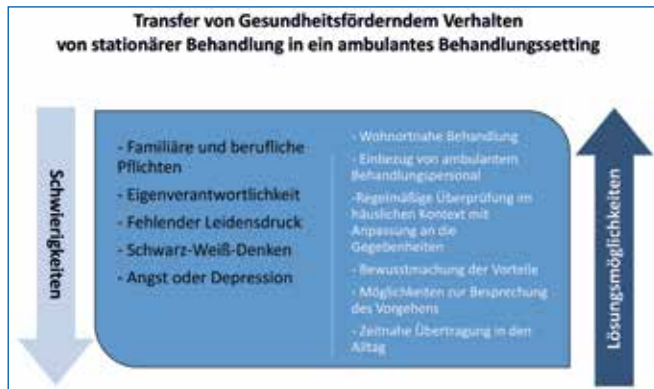 Transfer von Gesundheitsförderndem Verhalten
von stationärer Behandlung in ein ambulantes Behandlungssetting
Schwierigkeiten
- Familiäre und berufliche
Pflichten
- Eigenverantwortlichkeit
- Fehlender Leidensdruck
- Schwarz-Weiß-Denken
- Angst oder Depression
- Wohnortnahe Behandlung
- Einbezug von ambulantem
Behandlungspersonal
-Regelmäßige Überprüfung im
häuslichen Kontext mit
Anpassung an die
Gegebenheiten
- Bewusstmachung der Vorteile
- Möglichkeiten zur Besprechung
des Vorgehens
- Zeitnahe Übertragung in den
Alltag
Lösungsmöglichkeiten